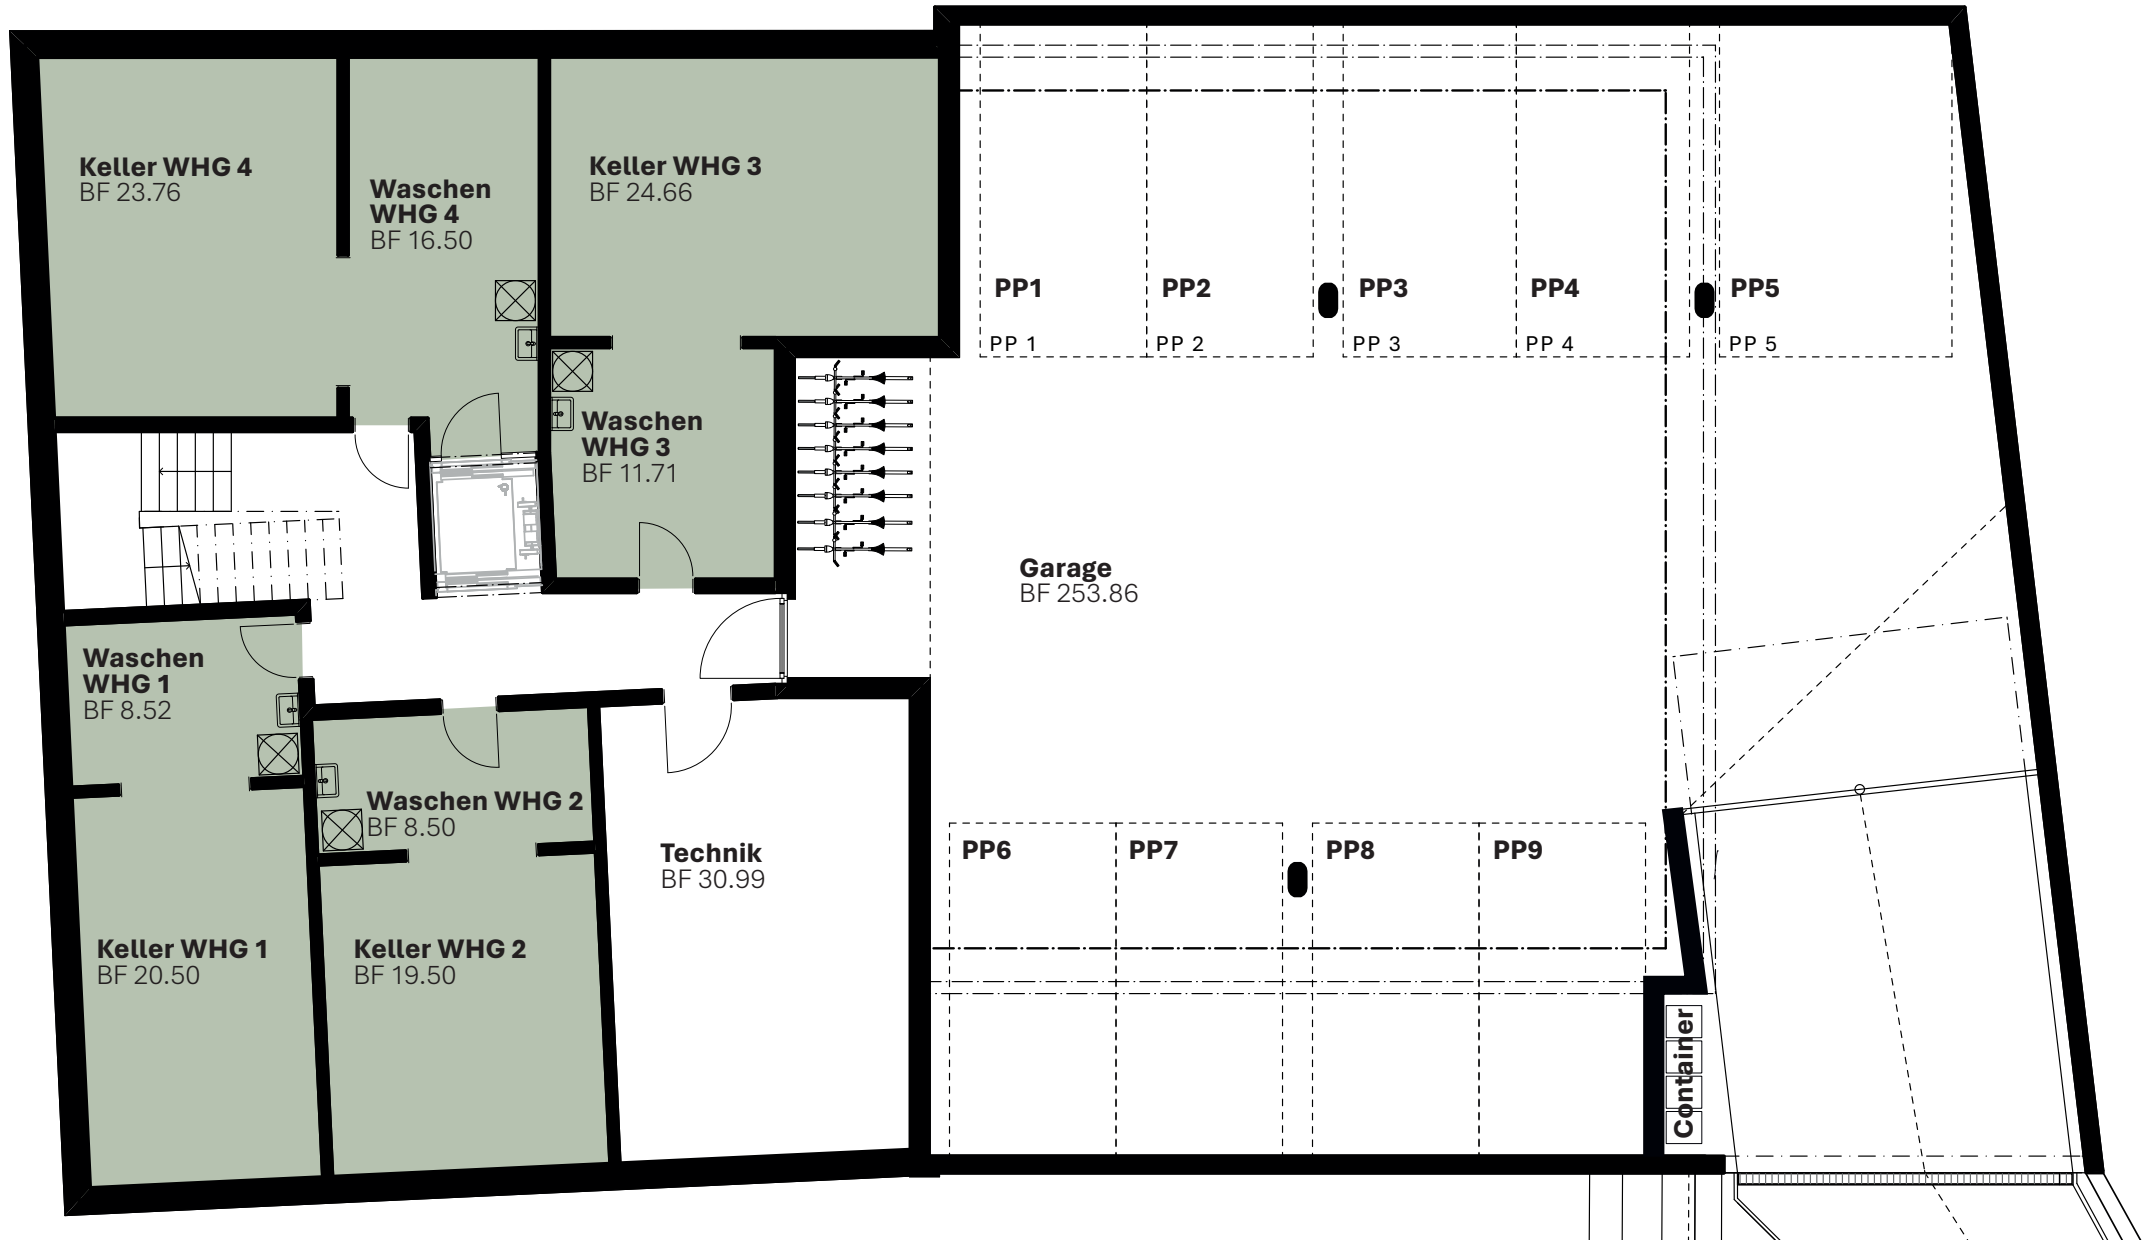 Keller WHG 4
BF 23.76
Waschen
WHG 4
BF 16.50
Keller WHG 3
BF 24.66
PP1
PP2
PP3
PP4
PP5
PP 1
PP 2
PP 3
PP 4
PP 5
Waschen
WHG 3
BF 11.71
Garage
BF 253.86
Waschen
WHG 1
BF 8.52
Waschen WHG 2
BF 8.50
Technik
BF 30.99
PP6
PP7
PP8
PP9
Keller WHG 1
BF 20.50
Keller WHG 2
BF 19.50
Container